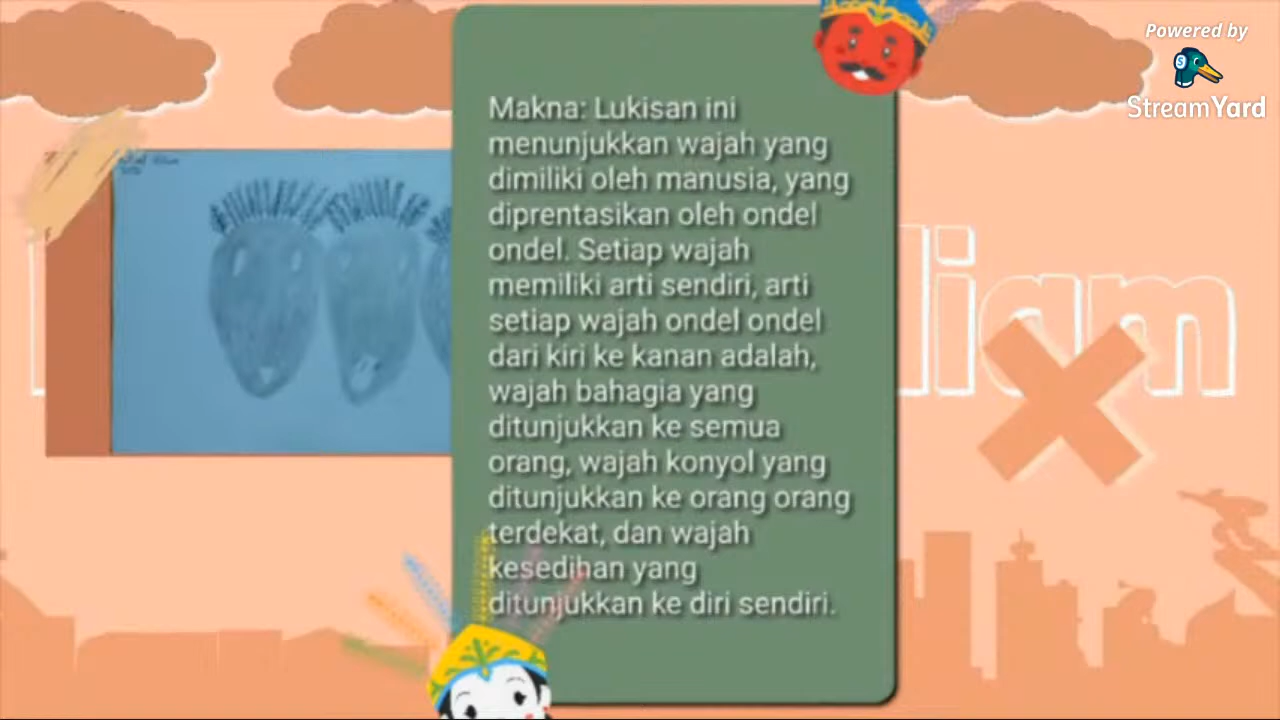 Powered by
StreamYard
Makna: Lukisan ini
menunjukkan wajah yang
dimiliki oleh manusia, yang
diprentasikan oleh ondel
ondel. Setiap wajah
memiliki arti sendiri, arti
setiap wajah ondel ondel
dari kiri ke kanan adalah,
wajah bahagia yang
ditunjukkan ke semua
orang, wajah konyol yang
ditunjukkan ke orang orang
terdekat, dan wajah
kesedihan yang
ditunjukkan ke diri sendiri.
liam